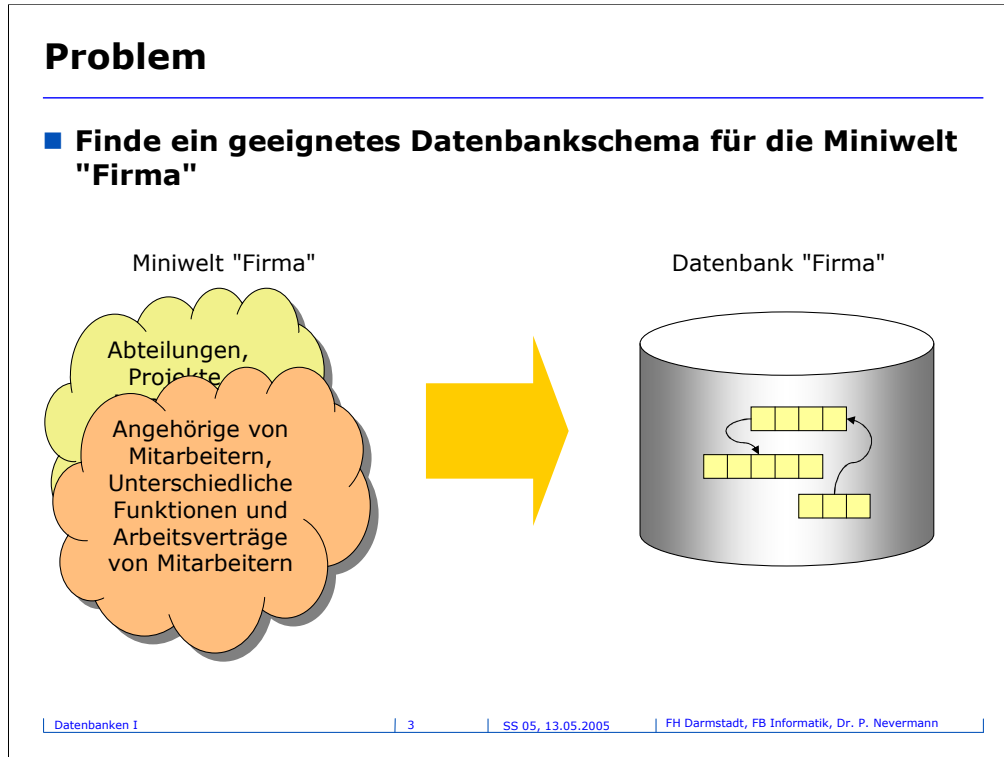 Problem
Finde ein geeignetes Datenbankschema für die Miniwelt
"Firma"
Miniwelt "Firma"
Datenbank "Firma"
Abteilungen,
Projekte
Angehörige von
Mitarbeitern,
Unterschiedliche
Funktionen und
Arbeitsverträge
von Mitarbeitern
Datenbanken I
3
SS 05, 13.05.2005
FH Darmstadt, FB Informatik, Dr. P. Nevermann